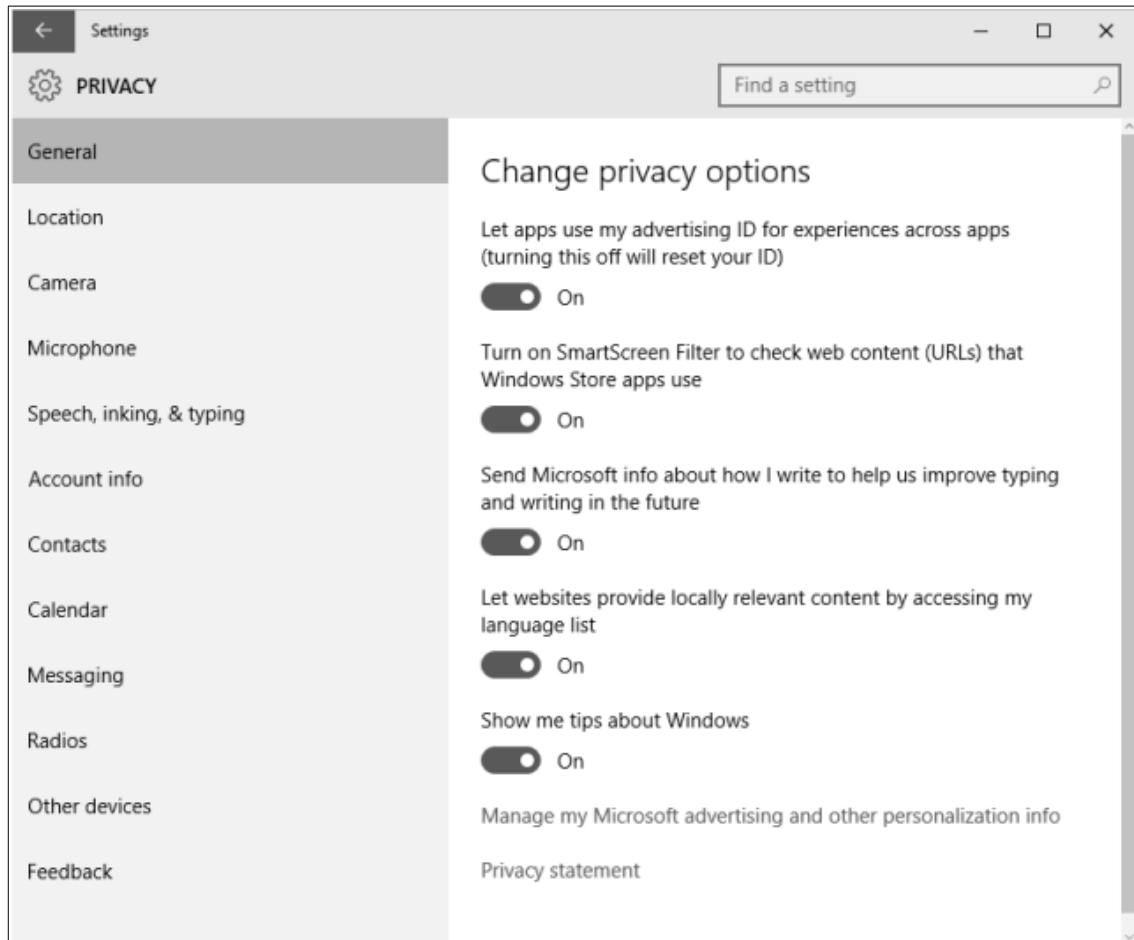 Settings
PRIVACY
Find a setting
General
Location
Camera
Microphone
Speech, inking, & typing
Account info
Contacts
Calendar
Messaging
Radios
Other devices
Feedback
Change privacy options
Let apps use my advertising ID for experiences across apps
(turning this off will reset your ID)
On
Turn on SmartScreen Filter to check web content (URLs) that
Windows Store apps use
On
Send Microsoft info about how I write to help us improve typing
and writing in the future
On
Let websites provide locally relevant content by accessing my
language list
On
Show me tips about Windows
On
Manage my Microsoft advertising and other personalization info
Privacy statement